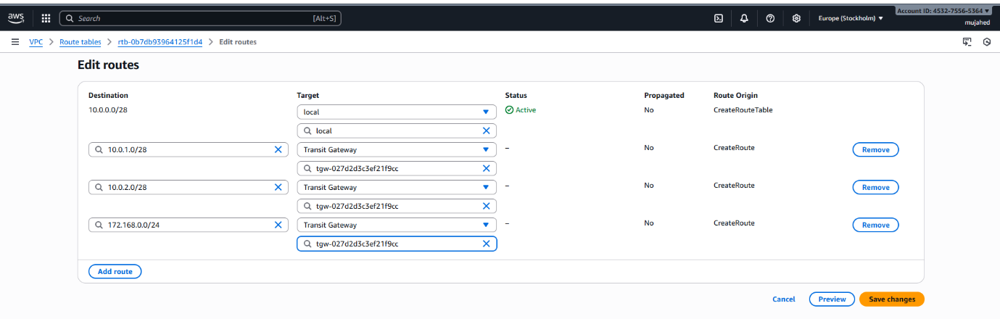 aws
Search [Alt+S]
Europe (Stockholm)
Account ID: 4532-7556-5364
mujahed
VPC > Route tables > rtb-0b7db93964125f1d4 > Edit routes
Edit routes
Destination Target Status Propagated Route Origin
10.0.0.0/28 local Active No CreateRouteTable
local
10.0.1.0/28 Transit Gateway – No CreateRoute Remove
tgw-027d2d3c3ef21f9cc
10.0.2.0/28 Transit Gateway – No CreateRoute Remove
tgw-027d2d3c3ef21f9cc
172.168.0.0/24 Transit Gateway – No CreateRoute Remove
tgw-027d2d3c3ef21f9cc
Add route
Cancel Preview Save changes